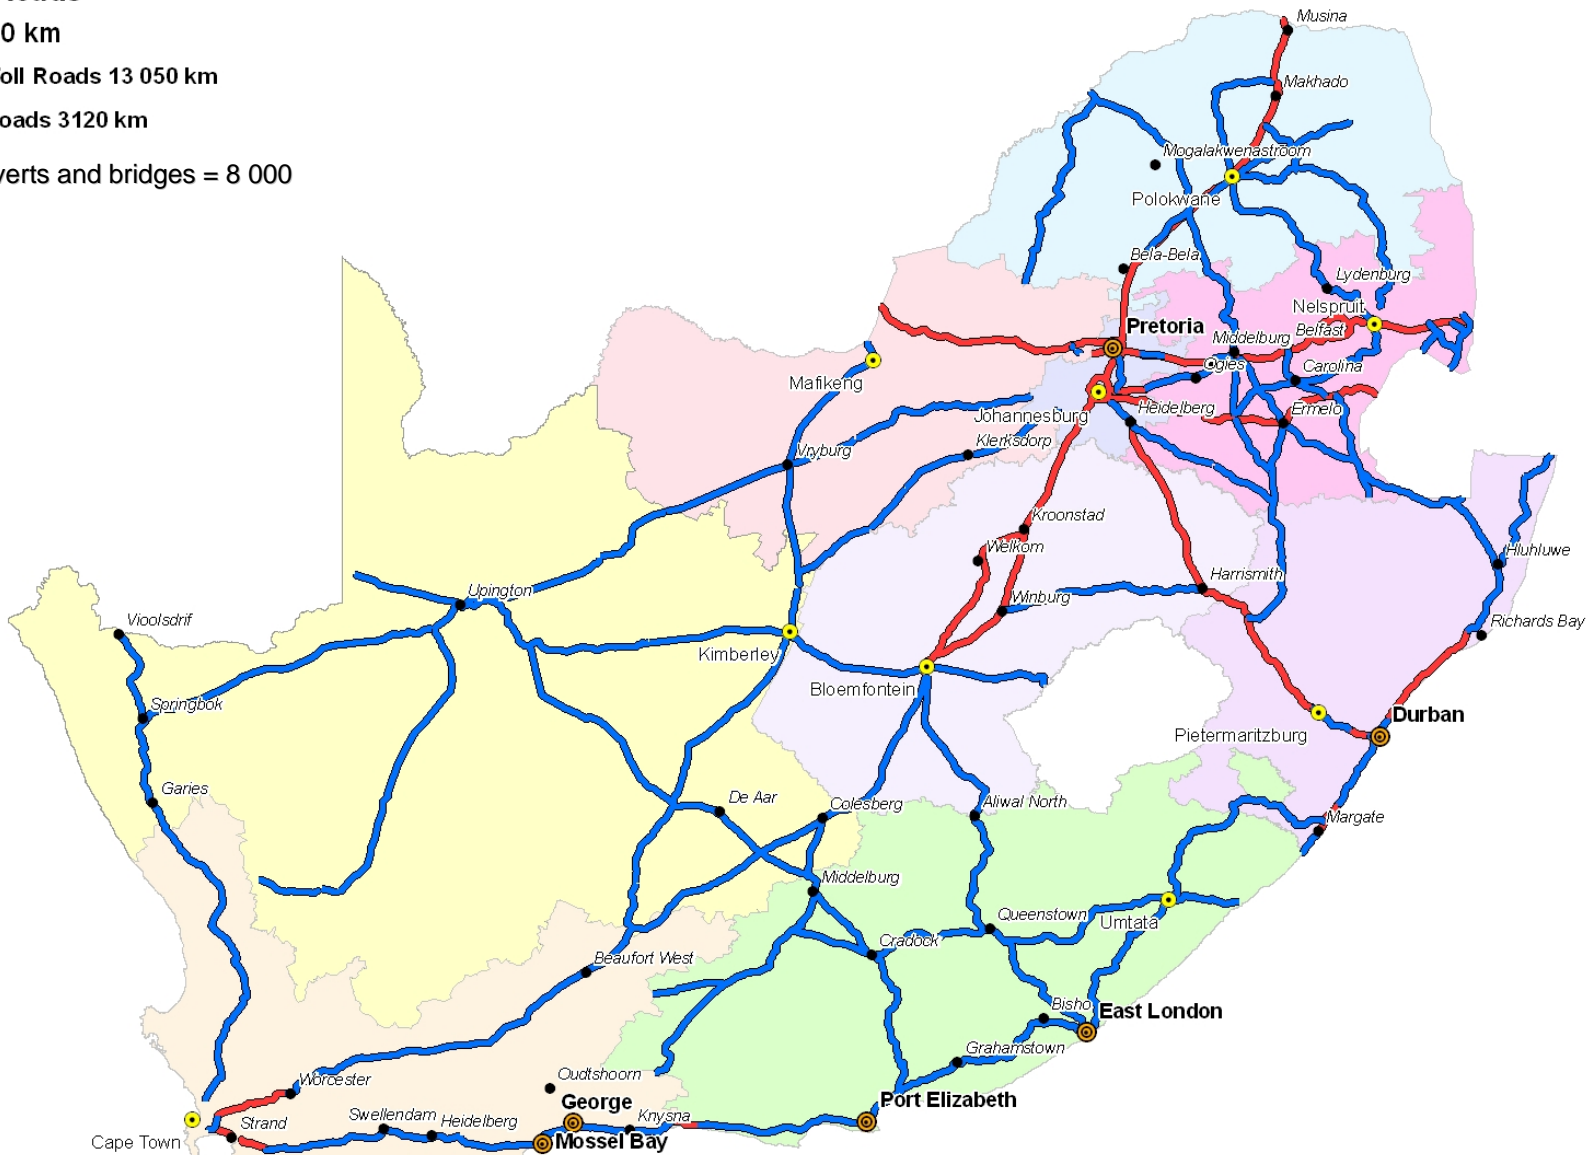 0 km
oll Roads 13 050 km
oads 3120 km
verts and bridges = 8 000
Musina
Makhado
Mogalakwenastroom
Polokwane
Bela-Bela
Lydenburg
Nelspruit
Pretoria
Middelburg
Belfast
Ogies
Carolina
Mafikeng
Johannesburg
Heidelberg
Ermelo
Klerksdorp
Vryburg
Kroonstad
Welkom
Hluhluwe
Harrismith
Upington
Winburg
Vioolsdrif
Richards Bay
Kimberley
Bloemfontein
Springbok
Durban
Pietermaritzburg
Garies
De Aar
Colesberg
Aliwal North
Margate
Middelburg
Queenstown
Umtata
Cradock
Beaufort West
Bisho
East London
Grahamstown
Oudtshoorn
Worcester
George
Port Elizabeth
Knysna
Strand
Swellendam
Heidelberg
Cape Town
Mossel Bay